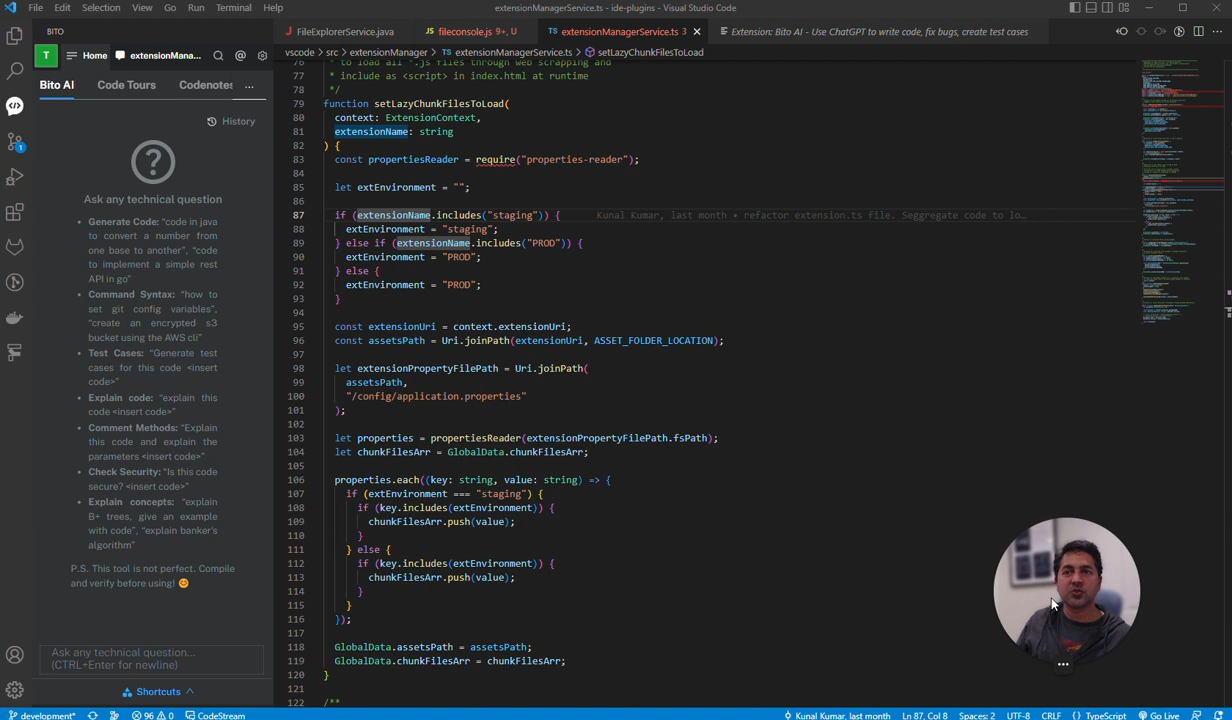 File Edit Selection View Go Run Terminal Help
extensionManagerService.ts - ide-plugins - Visual Studio Code
BITO
T Home extensionMana...
Bito AI Code Tours Codenotes ...
History
Ask any technical question
• Generate Code: “code in java
to convert a number from
one base to another”, “code
to implement a simple rest
API in go”
• Command Syntax: “how to
set git config variables”,
“create an encrypted s3
bucket using the AWS cli”
• Test Cases: “Generate test
cases for this code <insert
code>”
• Explain code: “explain this
code <insert code>”
• Comment Methods: “Explain
this code and explain the
parameters <insert code>”
• Check Security: “Is this code
secure? <insert code>”
• Explain concepts: “explain
B+ trees, give an example
with code”, “explain banker's
algorithm”
P.S. This tool is not perfect. Compile
and verify before using! 😊
Ask any technical question...
(CTRL+Enter for newline)
Shortcuts
J FileExplorerService.java
JS fileconsole.js 9+, U
TS extensionManagerService.ts 3
Extension: Bito AI - Use ChatGPT to write code, fix bugs, create test cases
vscode > src > extensionManager > TS extensionManagerService.ts > setLazyChunkFilesToLoad
76 * to load all *.js files through web scrapping and
77 * include as <script> in index.html at runtime
78 */
79 function setLazyChunkFilesToLoad(
80 context: ExtensionContext,
81 extensionName: string
82 ) {
83 const propertiesReader = require("properties-reader");
84
85 let extEnvironment = "";
86
87 if (extensionName.includes("staging")) { Kunal Kumar, last month • refactor extension.ts file. Seggregate code to lo…
88 extEnvironment = "staging";
89 } else if (extensionName.includes("PROD")) {
90 extEnvironment = "PROD";
91 } else {
92 extEnvironment = "PROD";
93 }
94
95 const extensionUri = context.extensionUri;
96 const assetsPath = Uri.joinPath(extensionUri, ASSET_FOLDER_LOCATION);
97
98 let extensionPropertyFilePath = Uri.joinPath(
99 assetsPath,
100 "/config/application.properties"
101 );
102
103 let properties = propertiesReader(extensionPropertyFilePath.fsPath);
104 let chunkFilesArr = GlobalData.chunkFilesArr;
105
106 properties.each((key: string, value: string) => {
107 if (extEnvironment === "staging") {
108 if (key.includes(extEnvironment)) {
109 chunkFilesArr.push(value);
110 }
111 } else {
112 if (key.includes(extEnvironment)) {
113 chunkFilesArr.push(value);
114 }
115 }
116 });
117
118 GlobalData.assetsPath = assetsPath;
119 GlobalData.chunkFilesArr = chunkFilesArr;
120 }
121
122 /**
1
development* 96 0 CodeStream
Kunal Kumar, last month Ln 87, Col 8 Spaces: 2 UTF-8 CRLF {} TypeScript Go Live